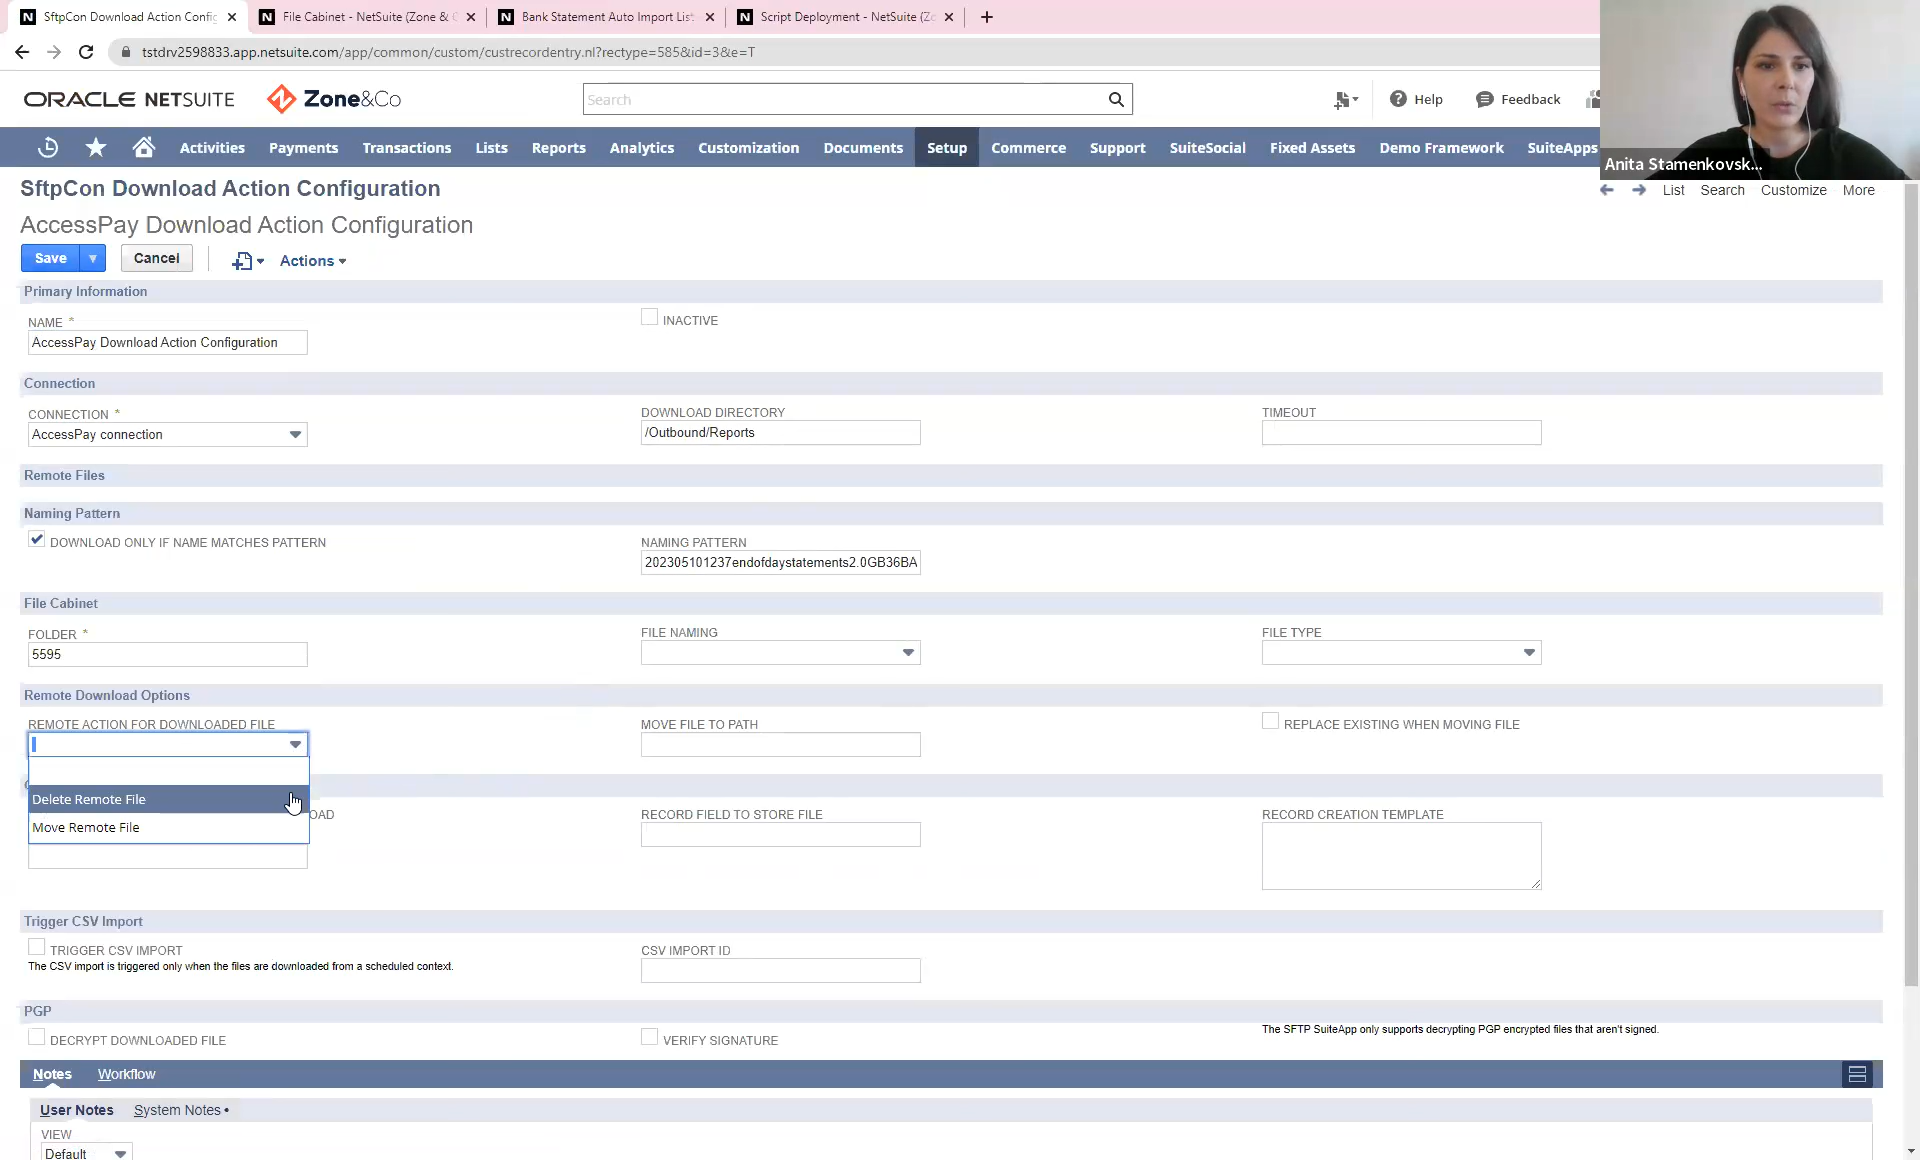 SftpCon Download Action Config
File Cabinet - NetSuite (Zone &
Bank Statement Auto Import List
Script Deployment - NetSuite (Zo
tstdrv2598833.app.netsuite.com/app/common/custom/custrecordentry.nl?rectype=585&id=3&e=T
ORACLE NETSUITE
Zone&Co
Search
Help
Feedback
Anita Stamenkovsk...
Activities
Payments
Transactions
Lists
Reports
Analytics
Customization
Documents
Setup
Commerce
Support
SuiteSocial
Fixed Assets
Demo Framework
SuiteApps
SftpCon Download Action Configuration
List
Search
Customize
More
AccessPay Download Action Configuration
Save
Cancel
Actions
Primary Information
NAME *
AccessPay Download Action Configuration
INACTIVE
Connection
CONNECTION *
AccessPay connection
DOWNLOAD DIRECTORY
/Outbound/Reports
TIMEOUT
Remote Files
Naming Pattern
DOWNLOAD ONLY IF NAME MATCHES PATTERN
NAMING PATTERN
202305101237endofdaystatements2.0GB36BA
File Cabinet
FOLDER *
5595
FILE NAMING
FILE TYPE
Remote Download Options
REMOTE ACTION FOR DOWNLOADED FILE
MOVE FILE TO PATH
REPLACE EXISTING WHEN MOVING FILE
Delete Remote File
Move Remote File
OAD
RECORD FIELD TO STORE FILE
RECORD CREATION TEMPLATE
Trigger CSV Import
TRIGGER CSV IMPORT
The CSV import is triggered only when the files are downloaded from a scheduled context.
CSV IMPORT ID
PGP
DECRYPT DOWNLOADED FILE
VERIFY SIGNATURE
The SFTP SuiteApp only supports decrypting PGP encrypted files that aren't signed.
Notes
Workflow
User Notes
System Notes •
VIEW
Default